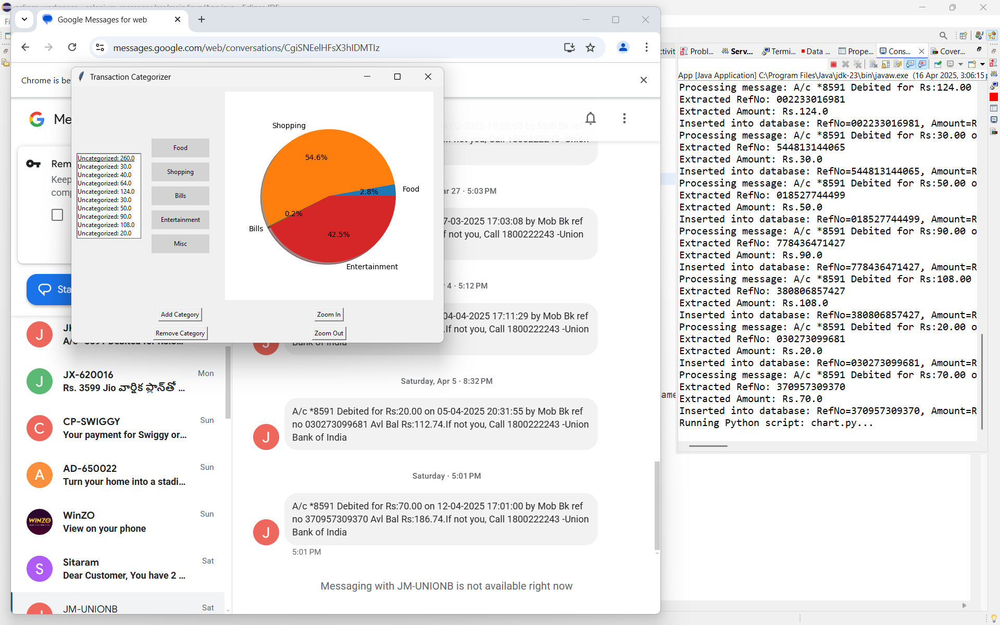 Google Messages for web
messages.google.com/web/conversations/CgiSNEelHFsX3hIDMTIz
Chrome is be
Transaction Categorizer
Uncategorized: 260.0
Uncategorized: 30.0
Uncategorized: 40.0
Uncategorized: 64.0
Uncategorized: 124.0
Uncategorized: 30.0
Uncategorized: 50.0
Uncategorized: 90.0
Uncategorized: 108.0
Uncategorized: 20.0
Food
Shopping
Bills
Entertainment
Misc
Shopping
54.6%
Food
2.8%
0.2%
Bills
42.5%
Entertainment
Add Category
Remove Category
Zoom In
Zoom Out
Me
Rem
Keep
comp
Sta
JX-620016
Mon
Rs. 3599 Jio వార్షిక ప్లాన్‌తో ...
CP-SWIGGY
Sun
Your payment for Swiggy or...
AD-650022
Sun
Turn your home into a stadi...
WinZO
Sun
View on your phone
Sitaram
Sat
Dear Customer, You have 2 ...
JM-UNIONB
Sat
-03-2025 19:05:03 by Mob Bk ref
If not you, Call 1800222243 -Union
ar 27 · 5:03 PM
7-03-2025 17:03:08 by Mob Bk ref
f not you, Call 1800222243 -Union
4 · 5:12 PM
04-04-2025 17:11:29 by Mob Bk ref
.If not you, Call 1800222243 -Union
Bank of India
Saturday, Apr 5 · 8:32 PM
A/c *8591 Debited for Rs:20.00 on 05-04-2025 20:31:55 by Mob Bk ref
no 030273099681 Avl Bal Rs:112.74.If not you, Call 1800222243 -Union
Bank of India
Saturday · 5:01 PM
A/c *8591 Debited for Rs:70.00 on 12-04-2025 17:01:00 by Mob Bk ref
no 370957309370 Avl Bal Rs:186.74.If not you, Call 1800222243 -Union
Bank of India
5:01 PM
Messaging with JM-UNIONB is not available right now
Probl... Serv... Termi... Data ... Prope... Cons... Cover...
App [Java Application] C:\Program Files\Java\jdk-23\bin\javaw.exe (16 Apr 2025, 3:06:15 p
Processing message: A/c *8591 Debited for Rs:124.00
Extracted RefNo: 002233016981
Extracted Amount: Rs.124.0
Inserted into database: RefNo=002233016981, Amount=R
Processing message: A/c *8591 Debited for Rs:30.00 o
Extracted RefNo: 544813144065
Extracted Amount: Rs.30.0
Inserted into database: RefNo=544813144065, Amount=R
Processing message: A/c *8591 Debited for Rs:50.00 o
Extracted RefNo: 018527744499
Extracted Amount: Rs.50.0
Inserted into database: RefNo=018527744499, Amount=R
Processing message: A/c *8591 Debited for Rs:90.00 o
Extracted RefNo: 778436471427
Extracted Amount: Rs.90.0
Inserted into database: RefNo=778436471427, Amount=R
Processing message: A/c *8591 Debited for Rs:108.00
Extracted RefNo: 380806857427
Extracted Amount: Rs.108.0
Inserted into database: RefNo=380806857427, Amount=R
Processing message: A/c *8591 Debited for Rs:20.00 o
Extracted RefNo: 030273099681
Extracted Amount: Rs.20.0
Inserted into database: RefNo=030273099681, Amount=R
Processing message: A/c *8591 Debited for Rs:70.00 o
Extracted RefNo: 370957309370
Extracted Amount: Rs.70.0
Inserted into database: RefNo=370957309370, Amount=R
Running Python script: chart.py...
ame